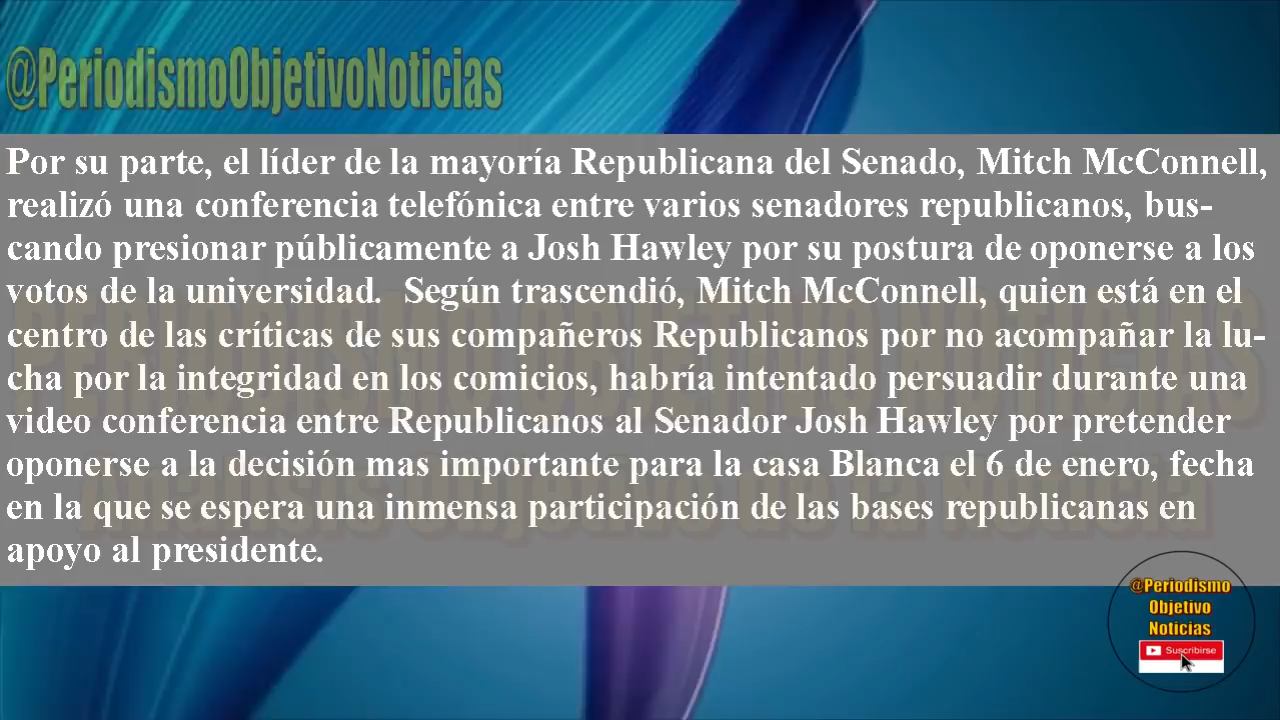 @PeriodismoObjetivoNoticias
Por su parte, el líder de la mayoría Republicana del Senado, Mitch McConnell,
realizó una conferencia telefónica entre varios senadores republicanos, bus-
cando presionar públicamente a Josh Hawley por su postura de oponerse a los
votos de la universidad. Según trascendió, Mitch McConnell, quien está en el
centro de las críticas de sus compañeros Republicanos por no acompañar la lu-
cha por la integridad en los comicios, habría intentado persuadir durante una
video conferencia entre Republicanos al Senador Josh Hawley por pretender
oponerse a la decisión mas importante para la casa Blanca el 6 de enero, fecha
en la que se espera una inmensa participación de las bases republicanas en
apoyo al presidente.
@Periodismo
Objetivo
Noticias
Suscribirse